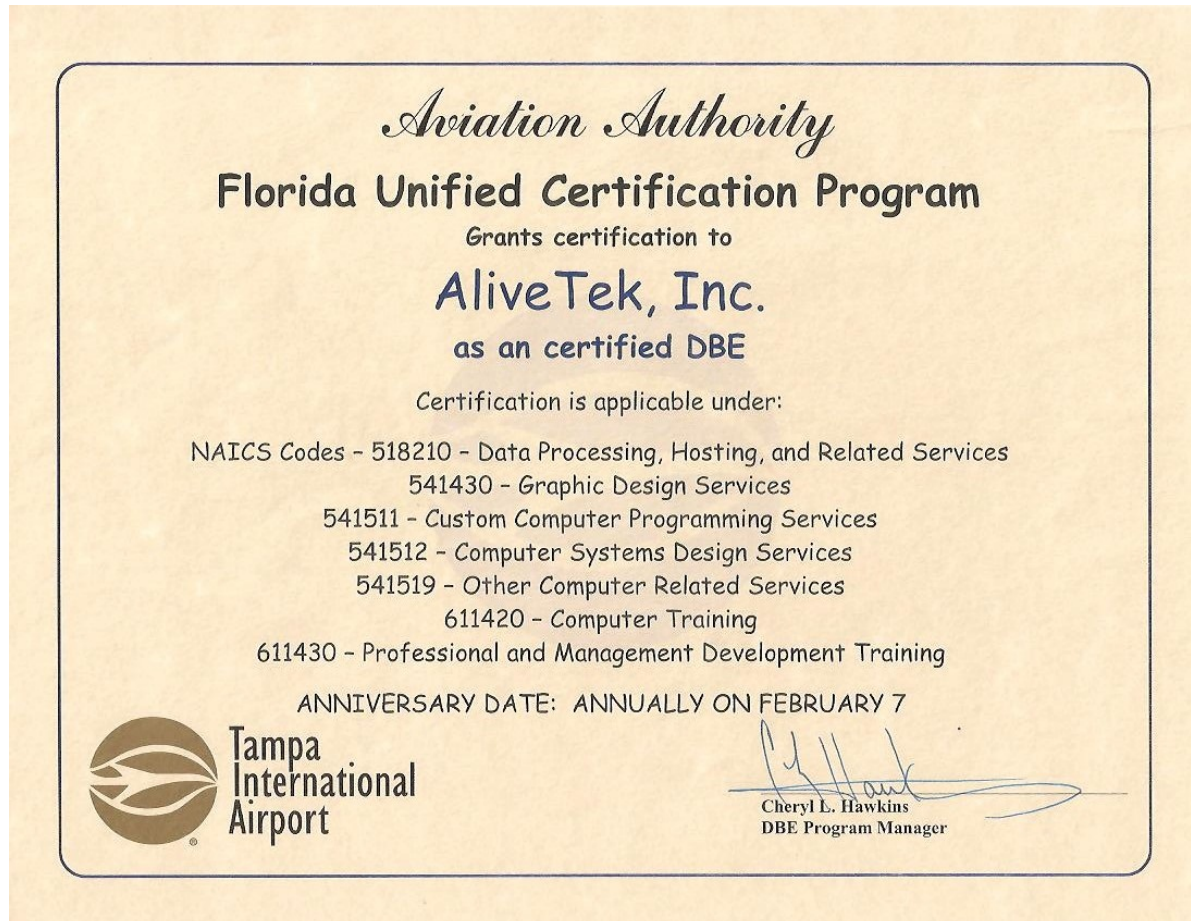 Aviation Authority
Florida Unified Certification Program
Grants certification to
AliveTek, Inc.
as an certified DBE
Certification is applicable under:
NAICS Codes – 518210 – Data Processing, Hosting, and Related Services
541430 – Graphic Design Services
541511 – Custom Computer Programming Services
541512 – Computer Systems Design Services
541519 – Other Computer Related Services
611420 – Computer Training
611430 – Professional and Management Development Training
ANNIVERSARY DATE: ANNUALLY ON FEBRUARY 7
Tampa
International
Airport
®
Cheryl L. Hawkins
DBE Program Manager